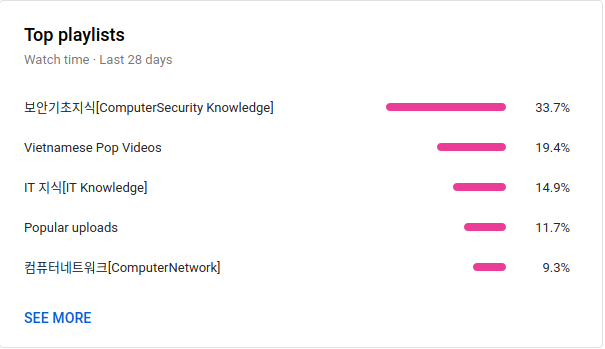 Top playlists
Watch time · Last 28 days
보안기초지식[ComputerSecurity Knowledge] 33.7%
Vietnamese Pop Videos 19.4%
IT 지식[IT Knowledge] 14.9%
Popular uploads 11.7%
컴퓨터네트워크[ComputerNetwork] 9.3%
SEE MORE